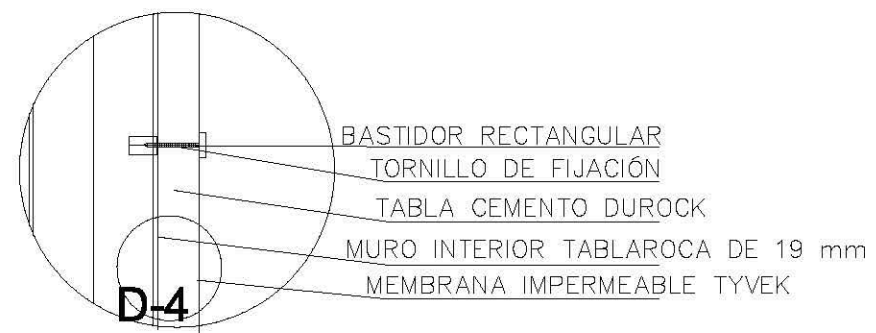 BASTIDOR RECTANGULAR
TORNILLO DE FIJACIÓN
TABLA CEMENTO DUROCK
MURO INTERIOR TABLAROCA DE 19 mm
MEMBRANA IMPERMEABLE TYVEK
D-4